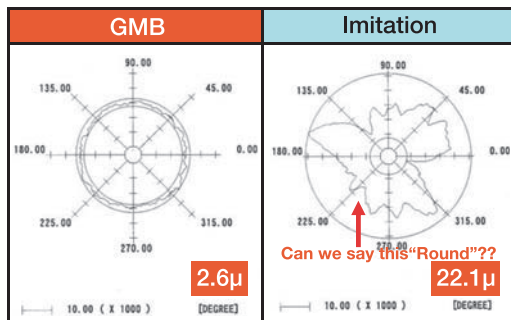 GMB
Imitation
90.00
135.00
45.00
180.00
0.00
225.00
315.00
270.00
2.6μ
10.00 ( X 1000 )
[DEGREE]
90.00
135.00
45.00
180.00
0.00
225.00
315.00
270.00
Can we say this“Round”??
22.1μ
10.00 ( X 1000 )
[DEGREE]